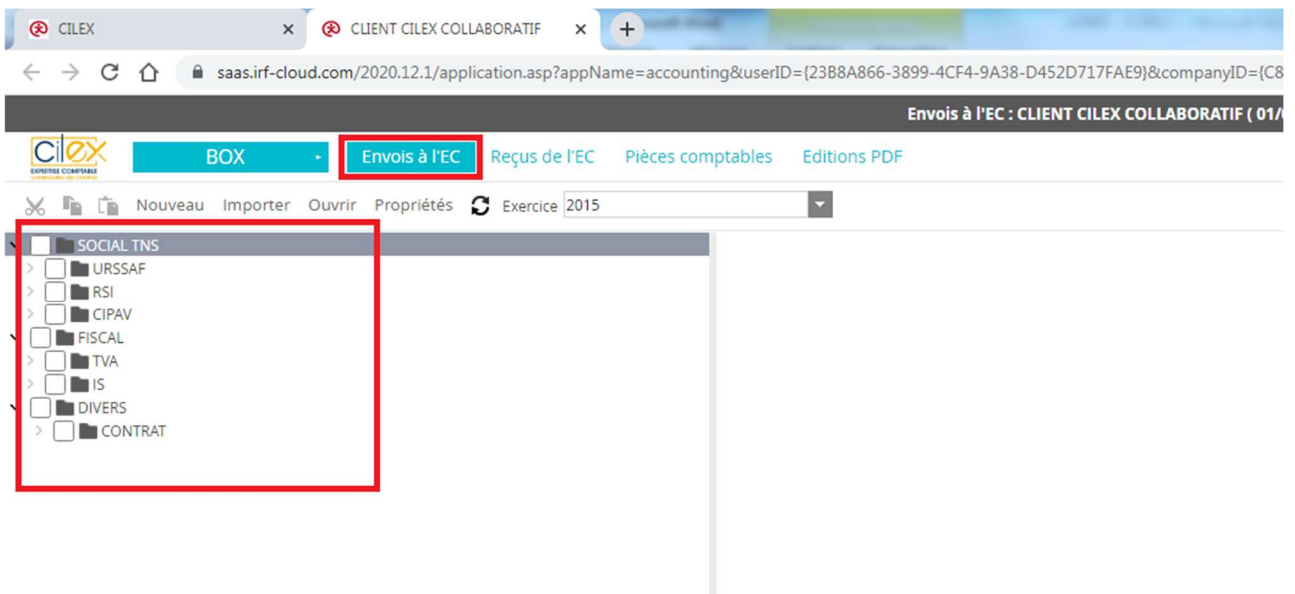 CILEX
CLIENT CILEX COLLABORATIF
saas.irf-cloud.com/2020.12.1/application.asp?appName=accounting&userID={23B8A866-3899-4CF4-9A38-D452D717FAE9}&companyID={C8
Envois à l'EC : CLIENT CILEX COLLABORATIF ( 01/
Cilex
EXPERTISE COMPTABLE
BOX Envois à l'EC Reçus de l'EC Pièces comptables Editions PDF
Nouveau Importer Ouvrir Propriétés Exercice 2015
SOCIAL TNS
URSSAF
RSI
CIPAV
FISCAL
TVA
IS
DIVERS
CONTRAT